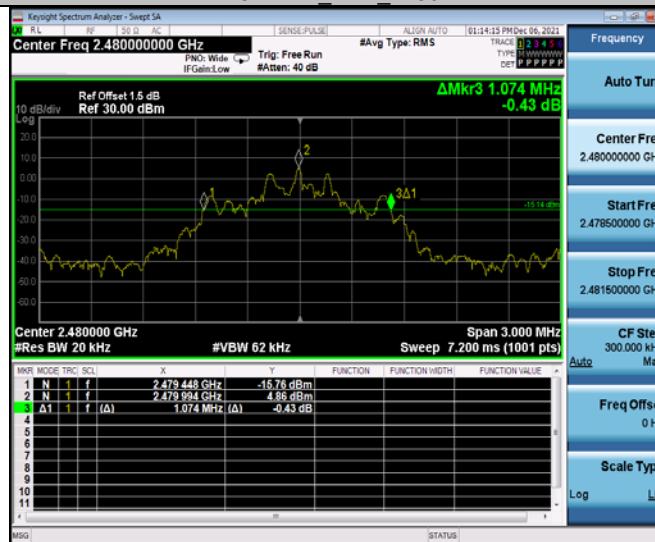 Keysight Spectrum Analyzer - Swept SA
RL RF 50 Ω AC SENSE:PULSE ALIGN AUTO 01:14:15 PM Dec 06, 2021
Center Freq 2.480000000 GHz #Avg Type: RMS TRACE 1 2 3 4 5 6
PNO: Wide Trig: Free Run TYPE M WWWWW
IFGain:Low #Atten: 40 dB DET P P P P P P
Frequency
Auto Tun
ΔMkr3 1.074 MHz
Ref Offset 1.5 dB
10 dB/div Ref 30.00 dBm -0.43 dB
Log
20.0
10.0
0.00
-10.0
-20.0
-30.0
-40.0
-50.0
-60.0
1
2
3Δ1
-15.14 dBm
Center Fre
2.480000000 GH
Start Fre
2.478500000 GH
Stop Fre
2.481500000 GH
Center 2.480000 GHz Span 3.000 MHz
#Res BW 20 kHz #VBW 62 kHz Sweep 7.200 ms (1001 pts)
CF Ste
300.000 kH
Auto Ma
MKR MODE TRC SCL X Y FUNCTION FUNCTION WIDTH FUNCTION VALUE
1 N 1 f 2.479 448 GHz -15.76 dBm
2 N 1 f 2.479 994 GHz 4.86 dBm
3 Δ1 1 f (Δ) 1.074 MHz (Δ) -0.43 dB
4
5
6
7
8
9
10
11
Freq Offse
0 H
Scale Typ
Log L
MSG STATUS